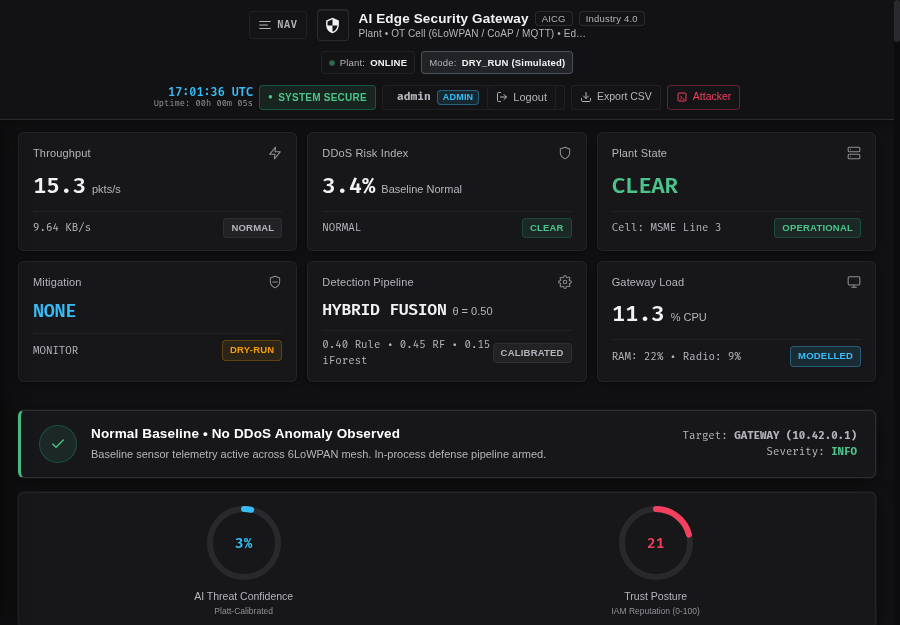 NAV
AI Edge Security Gateway AICG Industry 4.0
Plant • OT Cell (6LoWPAN / CoAP / MQTT) • Ed…
Plant: ONLINE Mode: DRY_RUN (Simulated)
17:01:36 UTC
Uptime: 00h 00m 05s
• SYSTEM SECURE
admin ADMIN
Logout
Export CSV
Attacker
Throughput
15.3 pkts/s
9.64 KB/s NORMAL
DDoS Risk Index
3.4% Baseline Normal
NORMAL CLEAR
Plant State
CLEAR
Cell: MSME Line 3 OPERATIONAL
Mitigation
NONE
MONITOR DRY-RUN
Detection Pipeline
HYBRID FUSION θ = 0.50
0.40 Rule • 0.45 RF • 0.15
iForest
CALIBRATED
Gateway Load
11.3 % CPU
RAM: 22% • Radio: 9% MODELLED
Normal Baseline • No DDoS Anomaly Observed
Baseline sensor telemetry active across 6LoWPAN mesh. In-process defense pipeline armed.
Target: GATEWAY (10.42.0.1)
Severity: INFO
3%
AI Threat Confidence
Platt-Calibrated
21
Trust Posture
IAM Reputation (0-100)